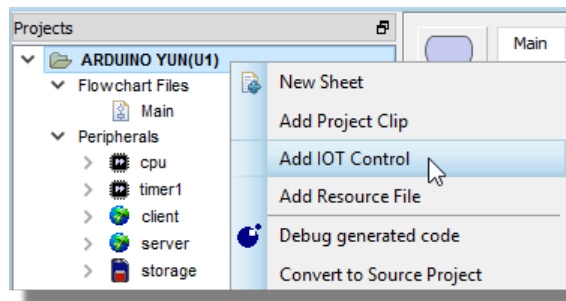 Projects
Main
ARDUINO YUN(U1)
Flowchart Files
Main
Peripherals
cpu
timer1
client
server
storage
New Sheet
Add Project Clip
Add IOT Control
Add Resource File
Debug generated code
Convert to Source Project